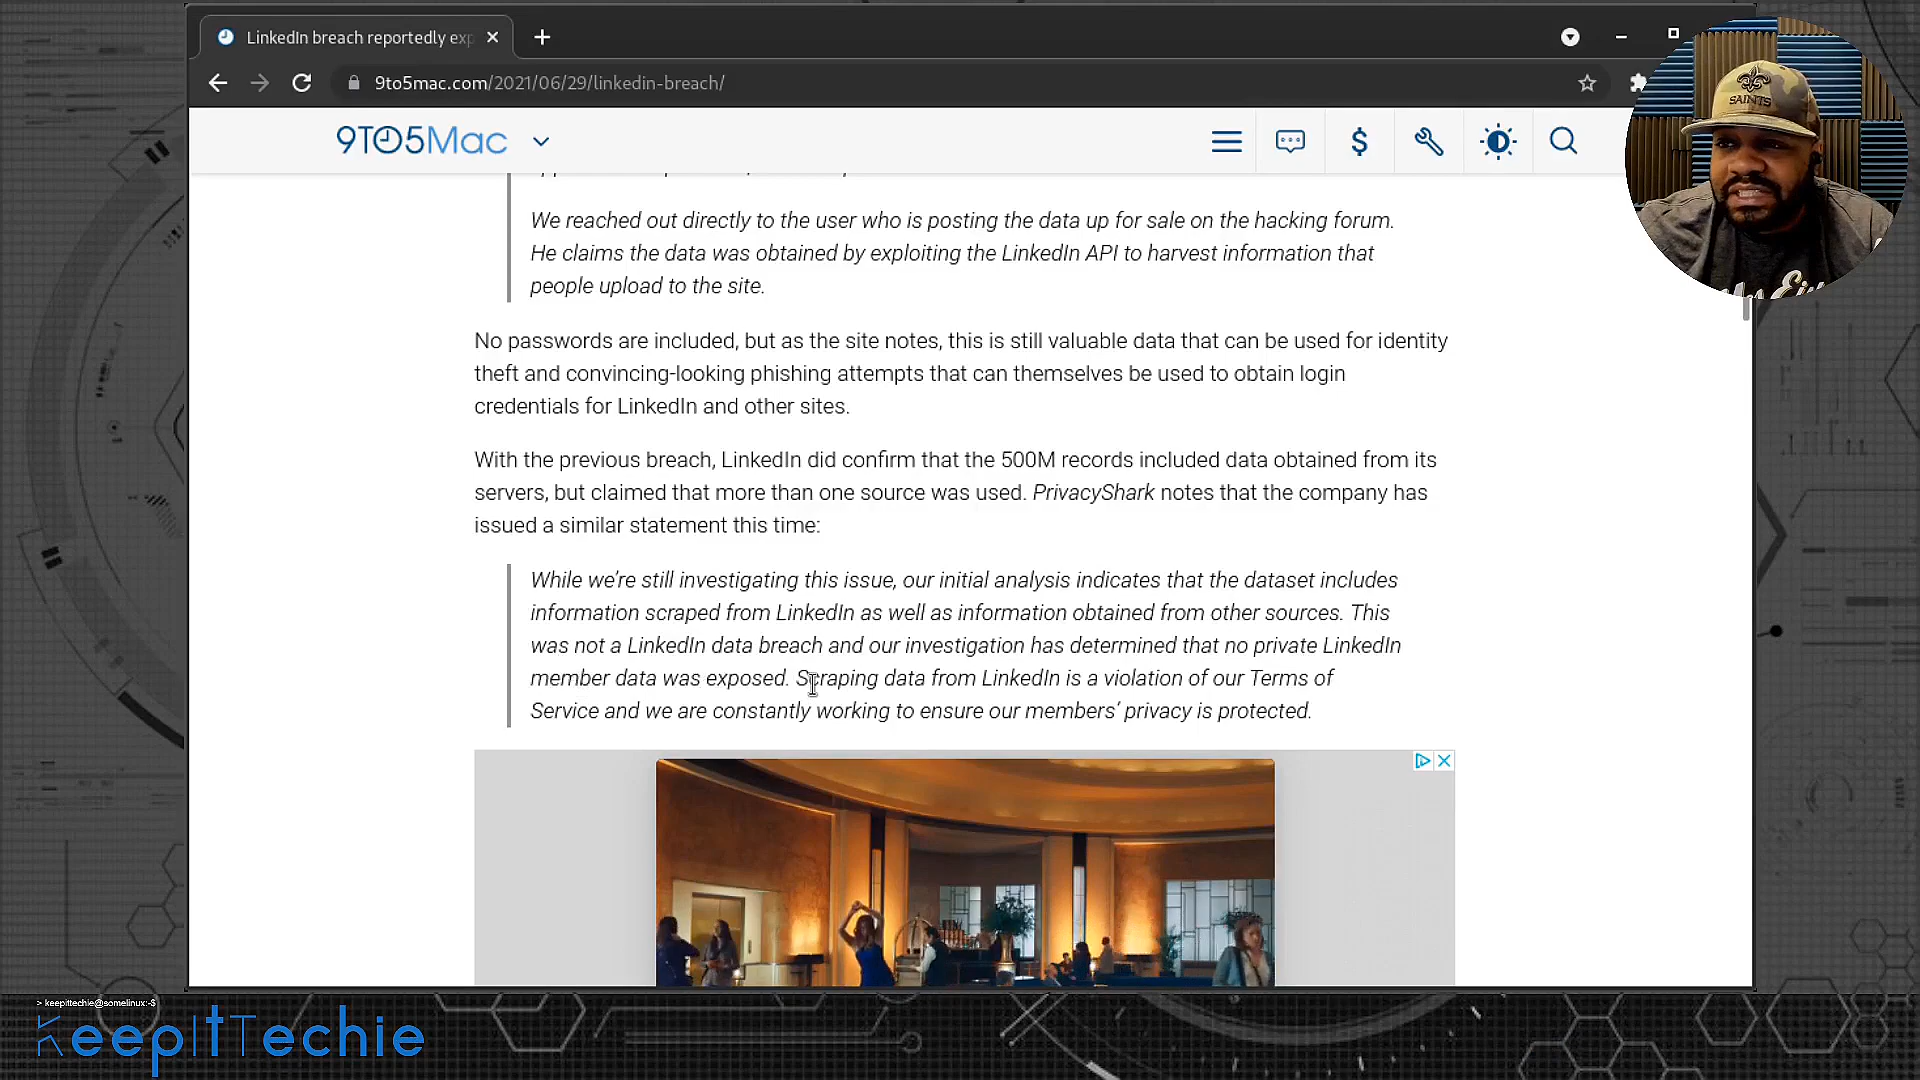 LinkedIn breach reportedly exp
9to5mac.com/2021/06/29/linkedin-breach/
9TO5Mac
SAINTS
We reached out directly to the user who is posting the data up for sale on the hacking forum.
He claims the data was obtained by exploiting the LinkedIn API to harvest information that
people upload to the site.
No passwords are included, but as the site notes, this is still valuable data that can be used for identity
theft and convincing-looking phishing attempts that can themselves be used to obtain login
credentials for LinkedIn and other sites.
With the previous breach, LinkedIn did confirm that the 500M records included data obtained from its
servers, but claimed that more than one source was used. PrivacyShark notes that the company has
issued a similar statement this time:
While we’re still investigating this issue, our initial analysis indicates that the dataset includes
information scraped from LinkedIn as well as information obtained from other sources. This
was not a LinkedIn data breach and our investigation has determined that no private LinkedIn
member data was exposed. Scraping data from LinkedIn is a violation of our Terms of
Service and we are constantly working to ensure our members’ privacy is protected.
> keepittechie@somelinux:~$
KeepItTechie